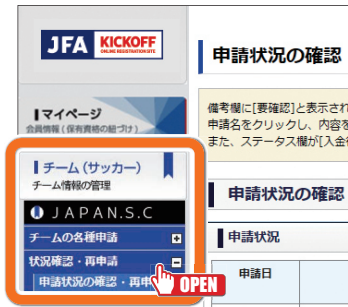 JFA KICKOFF
ONLINE REGISTRATION SITE
マイページ
会員情報(保有資格の紐づけ)
チーム(サッカー)
チーム情報の管理
JAPAN.S.C
チームの各種申請
状況確認・再申請
申請状況の確認・再申
OPEN
申請状況の確認
備考欄に[要確認]と表示され
申請名をクリックし、内容を
また、ステータス欄が[入金
申請状況の確認
申請状況
申請日